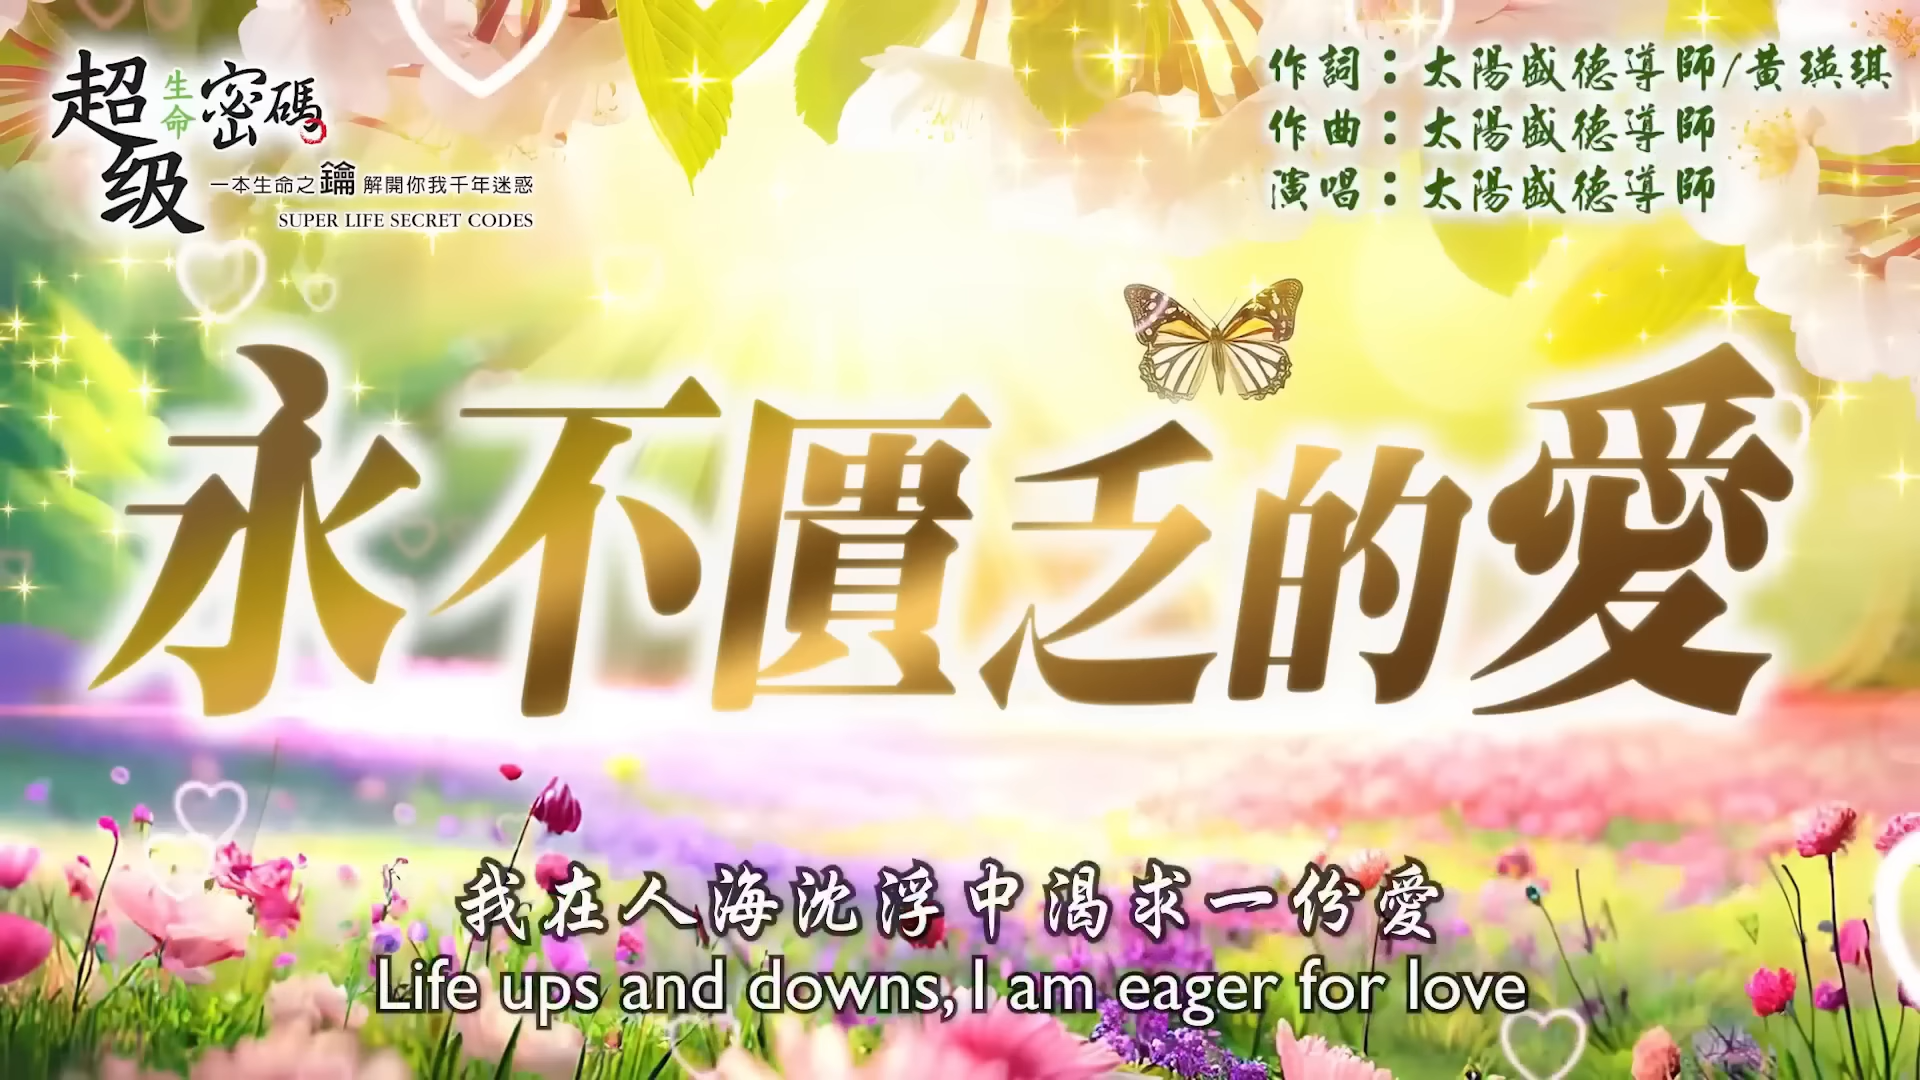 超级生命密碼
一本生命之鑰解開你我千年迷惑
SUPER LIFE SECRET CODES
作詞：太陽盛德導師/黃瑛琪
作曲：太陽盛德導師
演唱：太陽盛德導師
永不匱乏的愛
我在人海沈浮中渴求一份愛
Life ups and downs, I am eager for love